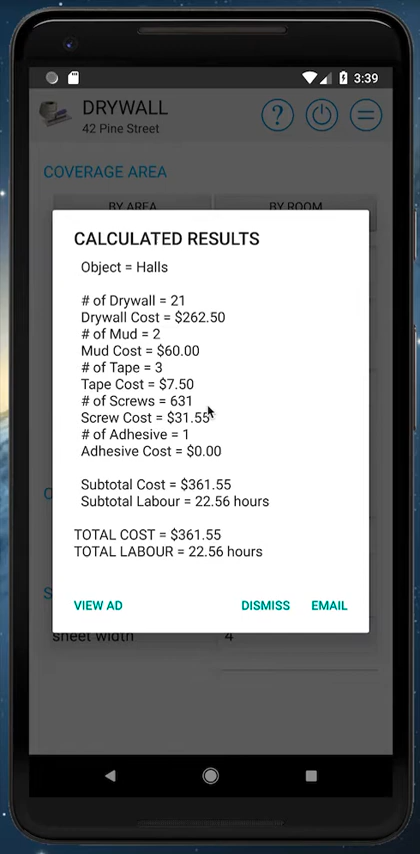 3:39
DRYWALL
42 Pine Street
?
COVERAGE AREA
BY AREA BY ROOM
CALCULATED RESULTS
Object = Halls
# of Drywall = 21
Drywall Cost = $262.50
# of Mud = 2
Mud Cost = $60.00
# of Tape = 3
Tape Cost = $7.50
# of Screws = 631
Screw Cost = $31.55
# of Adhesive = 1
Adhesive Cost = $0.00
Subtotal Cost = $361.55
Subtotal Labour = 22.56 hours
TOTAL COST = $361.55
TOTAL LABOUR = 22.56 hours
VIEW AD DISMISS EMAIL
sheet width 4